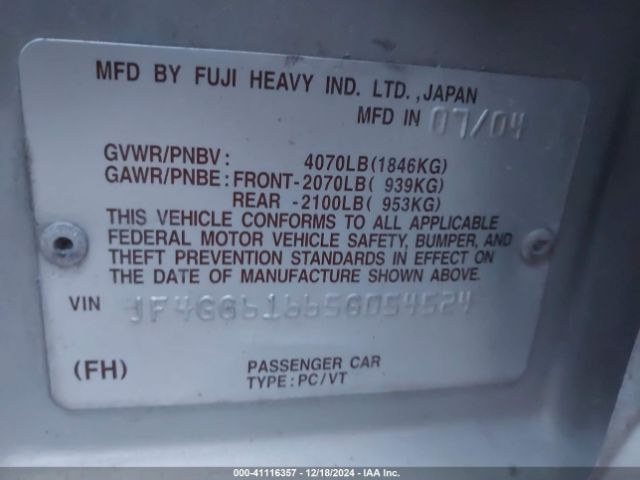 MFD BY FUJI HEAVY IND. LTD.,JAPAN
MFD IN 07/04
GVWR/PNBV: 4070LB(1846KG)
GAWR/PNBE:FRONT-2070LB( 939KG)
REAR -2100LB( 953KG)
THIS VEHICLE CONFORMS TO ALL APPLICABLE
FEDERAL MOTOR VEHICLE SAFETY, BUMPER, AND
THEFT PREVENTION STANDARDS IN EFFECT ON
THE DATE OF MANUFACTURE SHOWN ABOVE.
VIN JF4GG61665G054524
(FH) PASSENGER CAR
TYPE:PC/VT
000-41116357 - 12/18/2024 - IAA Inc.